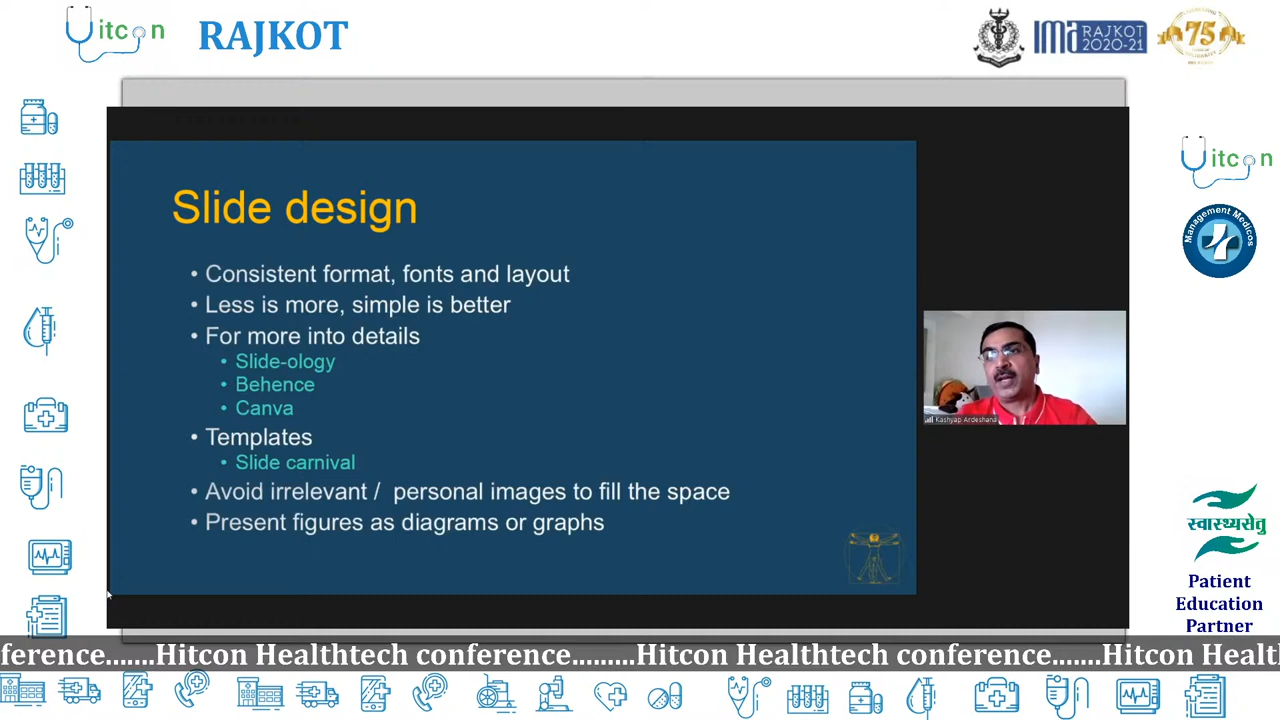 itcon
RAJKOT
ima RAJKOT 2020-21
75
itcon
Management Medicos
Slide design
• Consistent format, fonts and layout
• Less is more, simple is better
• For more into details
• Slide-ology
• Behence
• Canva
• Templates
• Slide carnival
• Avoid irrelevant / personal images to fill the space
• Present figures as diagrams or graphs
Kashyap Ardeshana
स्वास्थ्यसेतु
Patient
Education
Partner
ference.......Hitcon Healthtech conference.........Hitcon Healthtech conference.......Hitcon Healtl